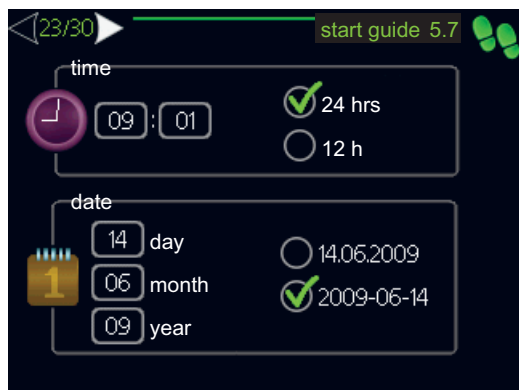 23/30
start guide 5.7
time
09 : 01
24 hrs
12 h
date
14 day
06 month
09 year
14.06.2009
2009-06-14
1